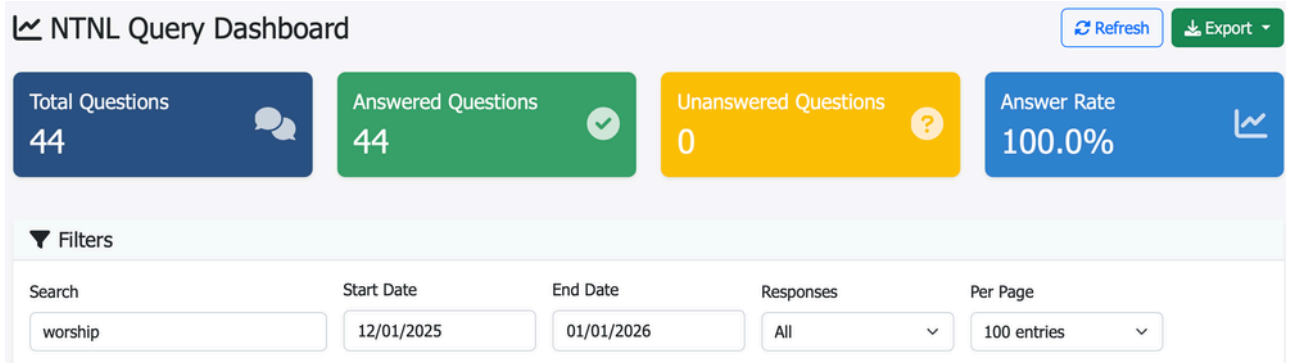 NTNL Query Dashboard
Refresh
Export
Total Questions
44
Answered Questions
44
Unanswered Questions
0
Answer Rate
100.0%
Filters
Search
worship
Start Date
12/01/2025
End Date
01/01/2026
Responses
All
Per Page
100 entries